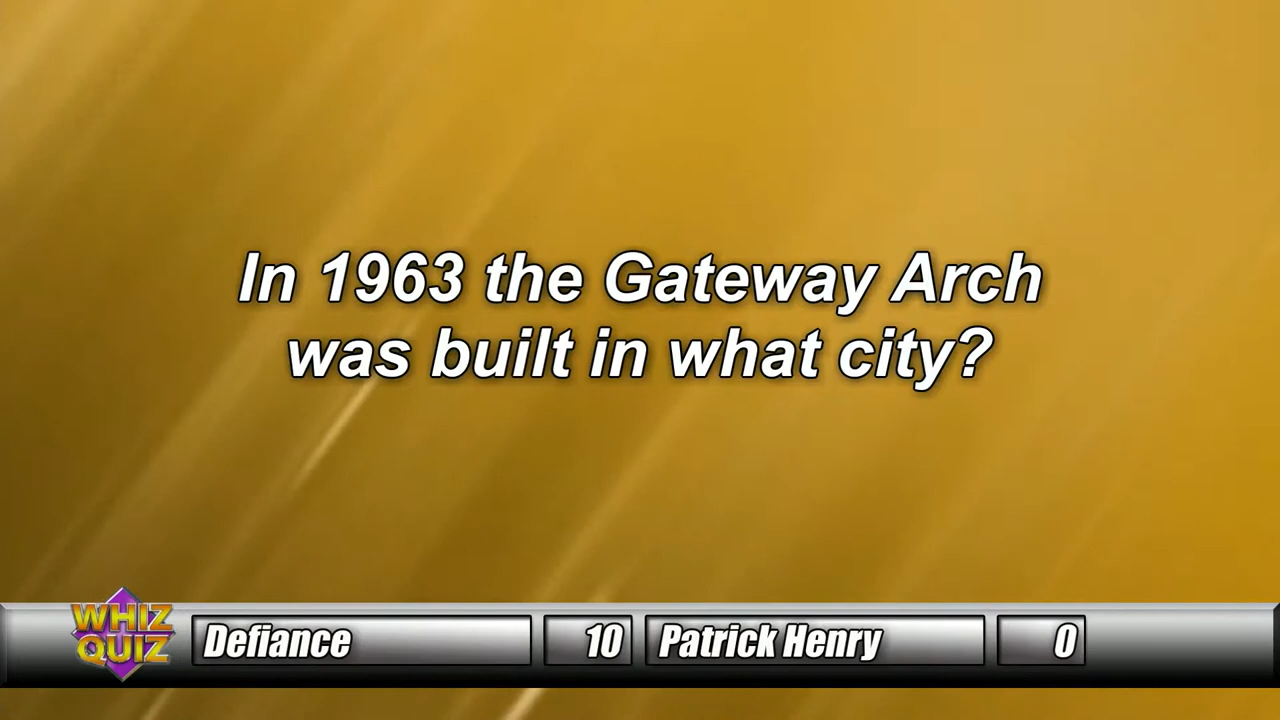 In 1963 the Gateway Arch
was built in what city?
WHIZ
QUIZ
Defiance 10 Patrick Henry 0